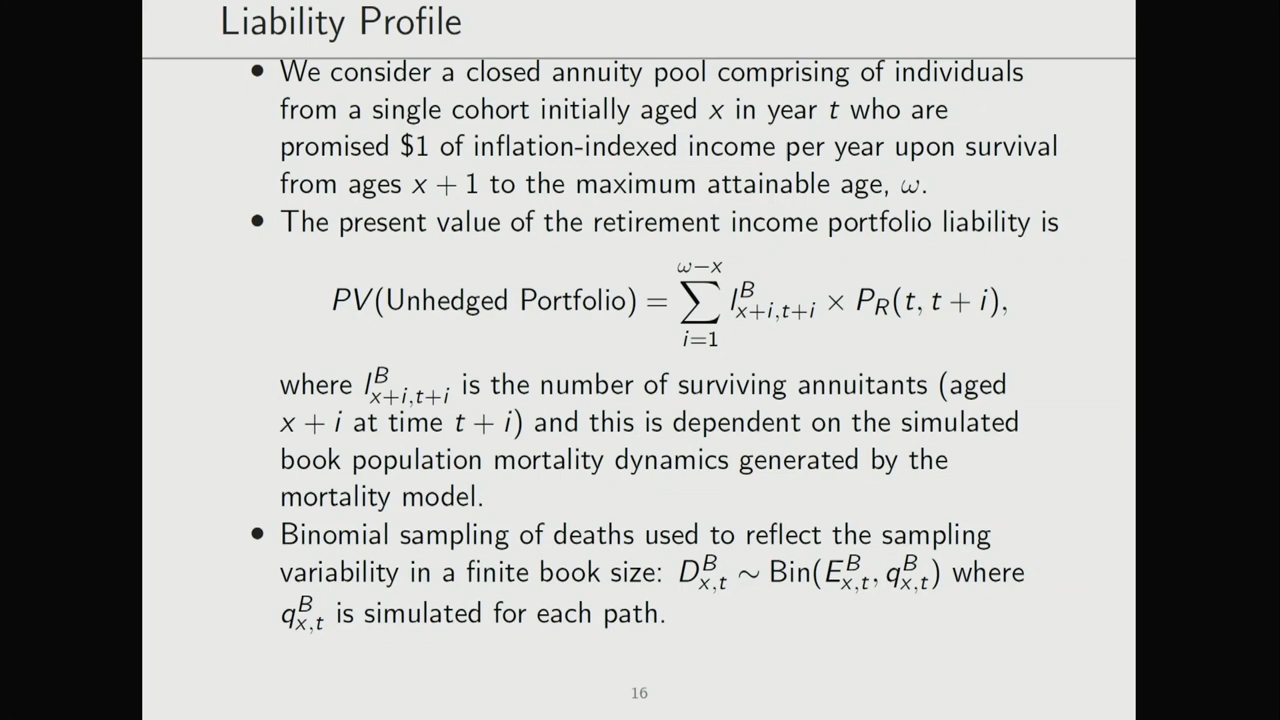 Liability Profile
• We consider a closed annuity pool comprising of individuals
from a single cohort initially aged x in year t who are
promised $1 of inflation-indexed income per year upon survival
from ages x + 1 to the maximum attainable age, ω.
• The present value of the retirement income portfolio liability is
PV(Unhedged Portfolio) = ∑_{i=1}^{ω−x} l^B_{x+i,t+i} × P_R(t, t + i),
where l^B_{x+i,t+i} is the number of surviving annuitants (aged
x + i at time t + i) and this is dependent on the simulated
book population mortality dynamics generated by the
mortality model.
• Binomial sampling of deaths used to reflect the sampling
variability in a finite book size: D^B_{x,t} ∼ Bin(E^B_{x,t}, q^B_{x,t}) where
q^B_{x,t} is simulated for each path.
16